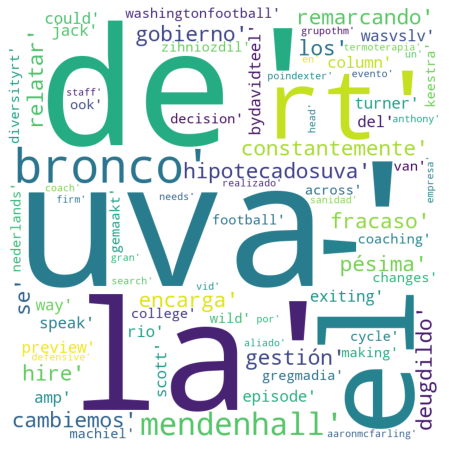 could'
washingtonfootball'
jack'
gobierno'
los'
remarcando'
diversityrt'
relatar'
zihniozdil'
grupothm'
termoterapia'
wasvslv'
en
un'
poindexter'
evento'
keestra'
staff'
ook'
decision'
bydavidteel'
column'
turner'
head'
anthony'
de'
rt'
'
del'
bronco'
hipotecadosuva'
constantemente'
van'
nederlands'
coach'
gemaakt'
realizado'
across'
sanidad'
empresa'
firm'
needs'
football'
fracaso'
uva'
'
coaching'
se'
gran'
search'
vid'
pésima'
way'
encarga'
college'
wild'
por'
exiting'
changes'
speak'
rio'
la'
'
el'
preview'
defensive'
scott'
aliado'
gestión'
cycle'
making'
deugdildo'
hire'
amp'
gregmadia'
episode'
cambiemos'
machiel'
mendenhall'
aaronmcfarling'